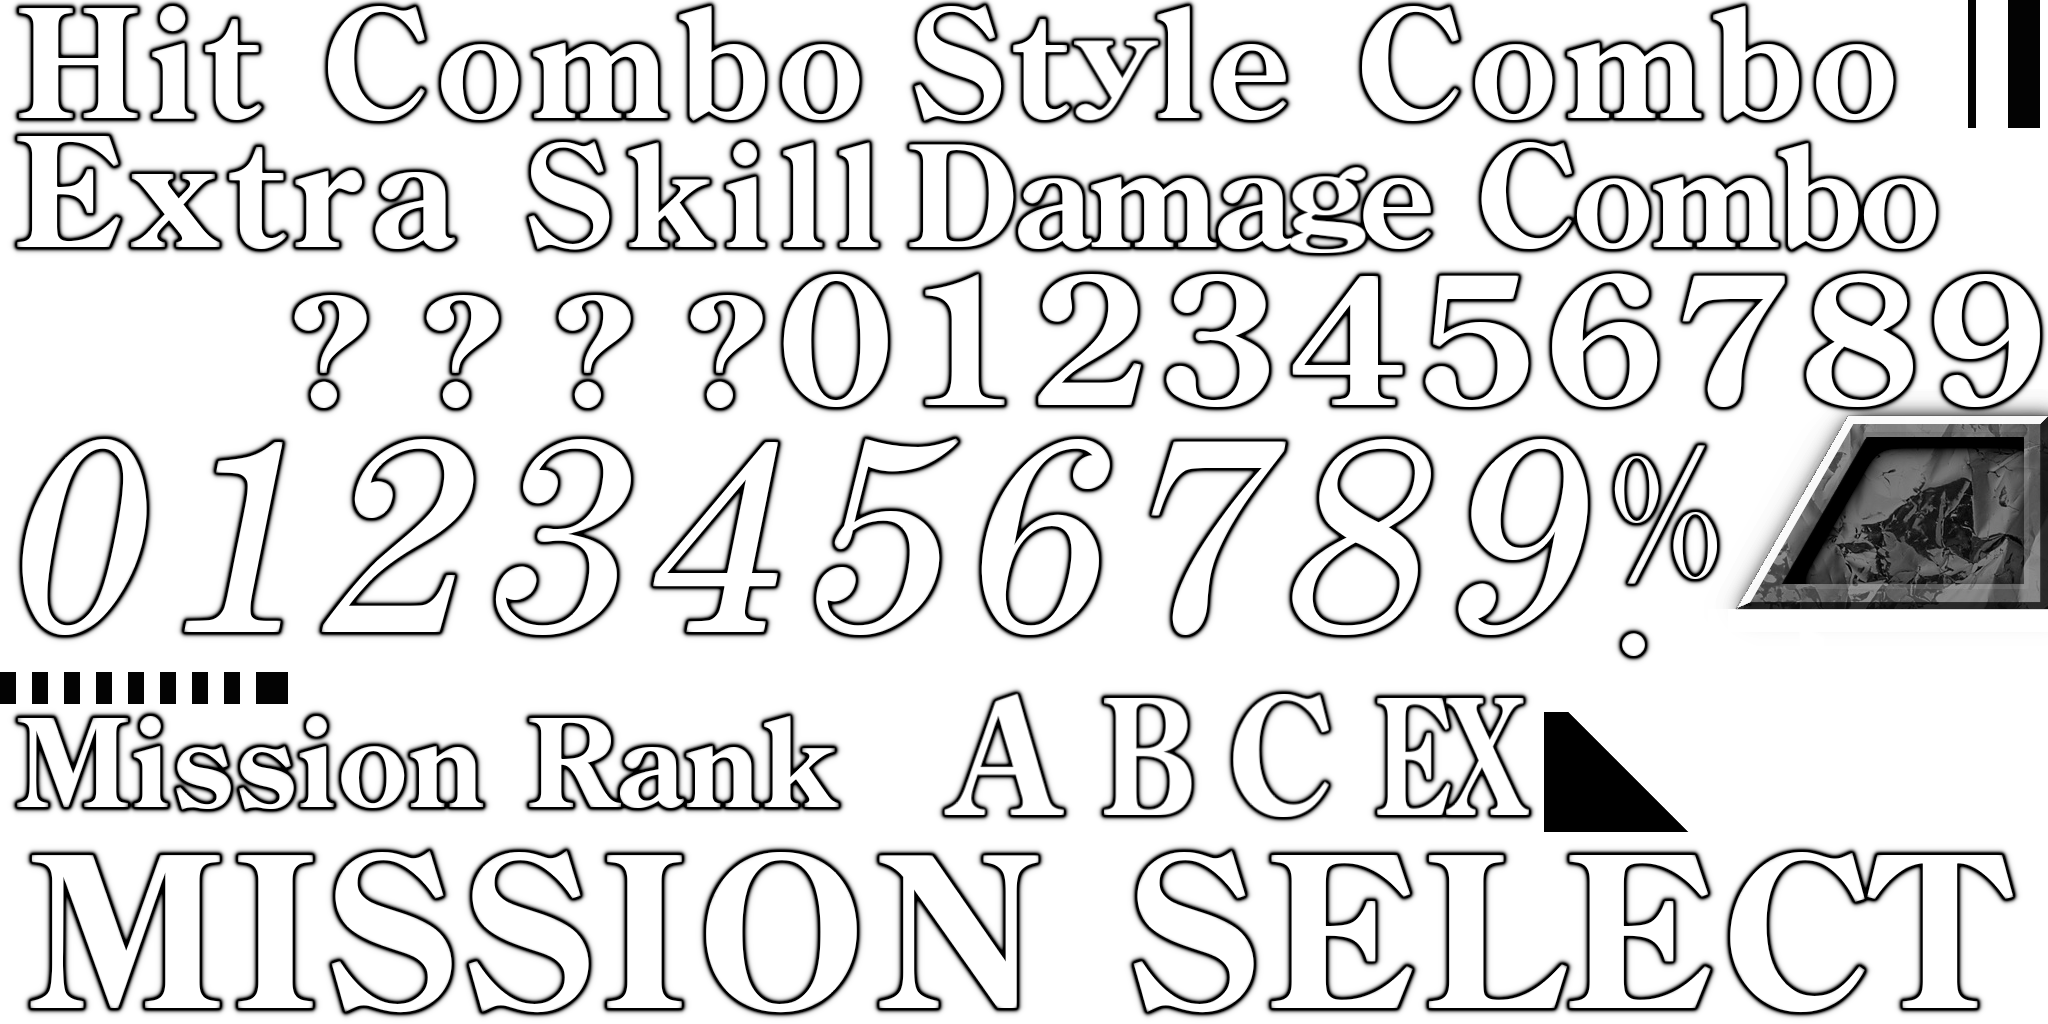 Hit Combo Style Combo
Extra Skill Damage Combo
? ? ? ? 0123456789
0123456789%
.
Mission Rank A B C EX
MISSION SELECT